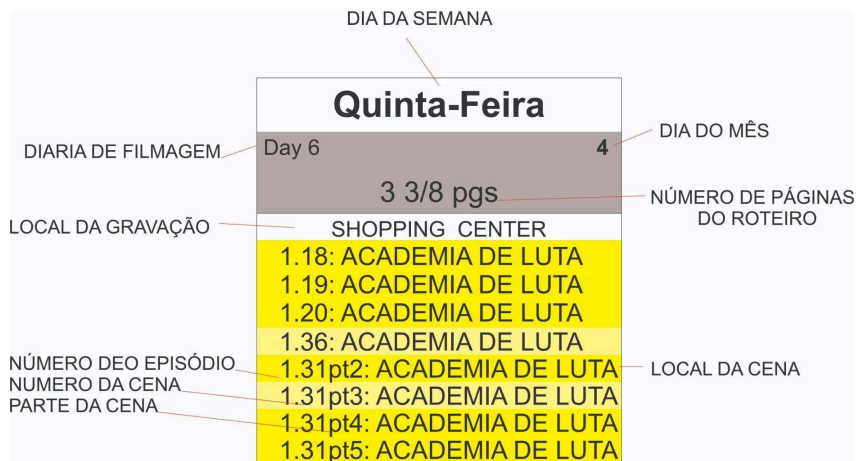 DIA DA SEMANA
Quinta-Feira
DIARIA DE FILMAGEM
Day 6
4
DIA DO MÊS
3 3/8 pgs
NÚMERO DE PÁGINAS
DO ROTEIRO
LOCAL DA GRAVAÇÃO
SHOPPING CENTER
1.18: ACADEMIA DE LUTA
1.19: ACADEMIA DE LUTA
1.20: ACADEMIA DE LUTA
1.36: ACADEMIA DE LUTA
NÚMERO DEO EPISÓDIO
1.31pt2: ACADEMIA DE LUTA
LOCAL DA CENA
NUMERO DA CENA
1.31pt3: ACADEMIA DE LUTA
PARTE DA CENA
1.31pt4: ACADEMIA DE LUTA
1.31pt5: ACADEMIA DE LUTA